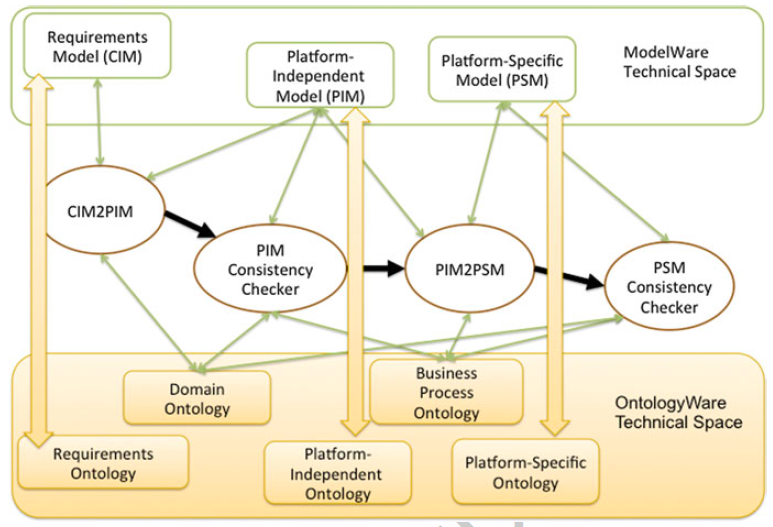 Requirements
Model (CIM)
Platform-
Independent
Model (PIM)
Platform-Specific
Model (PSM)
ModelWare
Technical Space
CIM2PIM
PIM
Consistency
Checker
PIM2PSM
PSM
Consistency
Checker
Domain
Ontology
Business
Process
Ontology
OntologyWare
Technical Space
Requirements
Ontology
Platform-
Independent
Ontology
Platform-Specific
Ontology